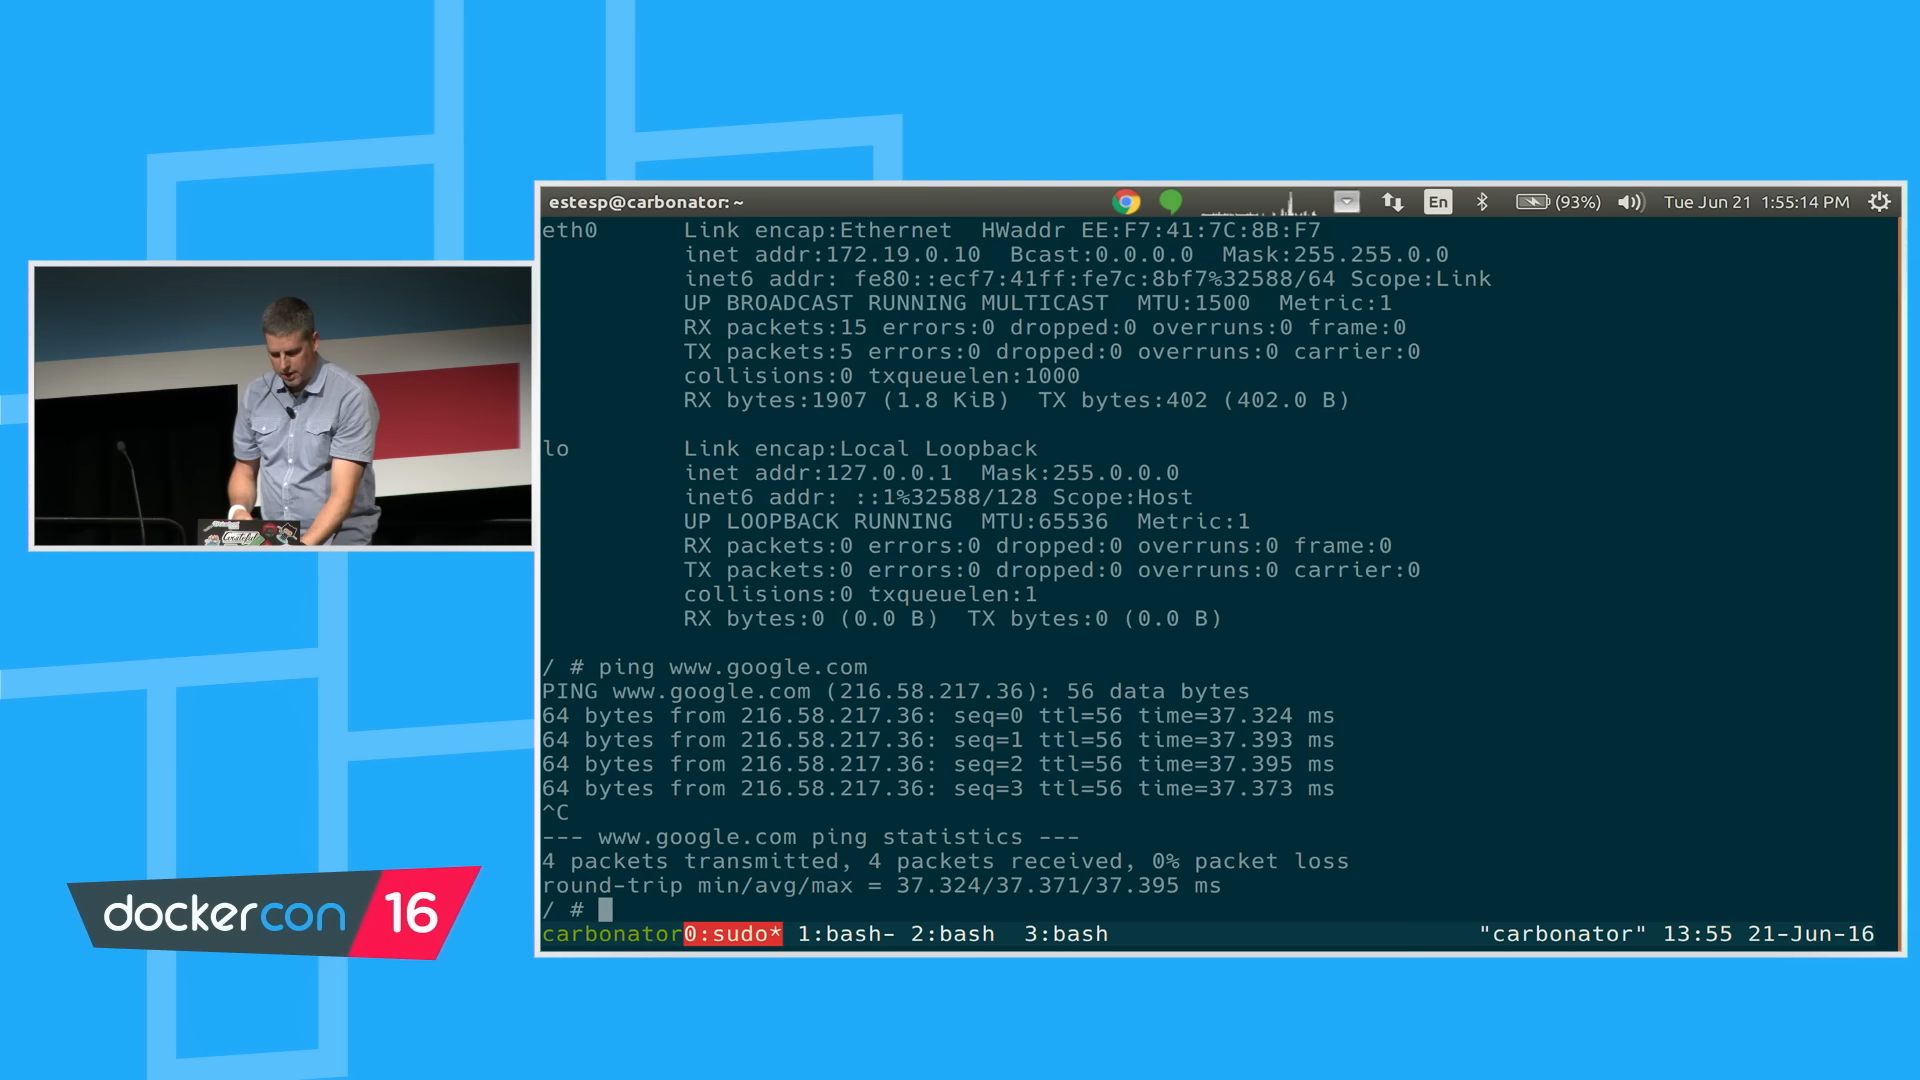 estesp@carbonator: ~
En
(93%)
Tue Jun 21 1:55:14 PM
eth0 Link encap:Ethernet HWaddr EE:F7:41:7C:8B:F7
inet addr:172.19.0.10 Bcast:0.0.0.0 Mask:255.255.0.0
inet6 addr: fe80::ecf7:41ff:fe7c:8bf7%32588/64 Scope:Link
UP BROADCAST RUNNING MULTICAST MTU:1500 Metric:1
RX packets:15 errors:0 dropped:0 overruns:0 frame:0
TX packets:5 errors:0 dropped:0 overruns:0 carrier:0
collisions:0 txqueuelen:1000
RX bytes:1907 (1.8 KiB) TX bytes:402 (402.0 B)
lo Link encap:Local Loopback
inet addr:127.0.0.1 Mask:255.0.0.0
inet6 addr: ::1%32588/128 Scope:Host
UP LOOPBACK RUNNING MTU:65536 Metric:1
RX packets:0 errors:0 dropped:0 overruns:0 frame:0
TX packets:0 errors:0 dropped:0 overruns:0 carrier:0
collisions:0 txqueuelen:1
RX bytes:0 (0.0 B) TX bytes:0 (0.0 B)
/ # ping www.google.com
PING www.google.com (216.58.217.36): 56 data bytes
64 bytes from 216.58.217.36: seq=0 ttl=56 time=37.324 ms
64 bytes from 216.58.217.36: seq=1 ttl=56 time=37.393 ms
64 bytes from 216.58.217.36: seq=2 ttl=56 time=37.395 ms
64 bytes from 216.58.217.36: seq=3 ttl=56 time=37.373 ms
^C
--- www.google.com ping statistics ---
4 packets transmitted, 4 packets received, 0% packet loss
round-trip min/avg/max = 37.324/37.371/37.395 ms
/ #
carbonator0:sudo* 1:bash- 2:bash 3:bash "carbonator" 13:55 21-Jun-16
dockercon 16